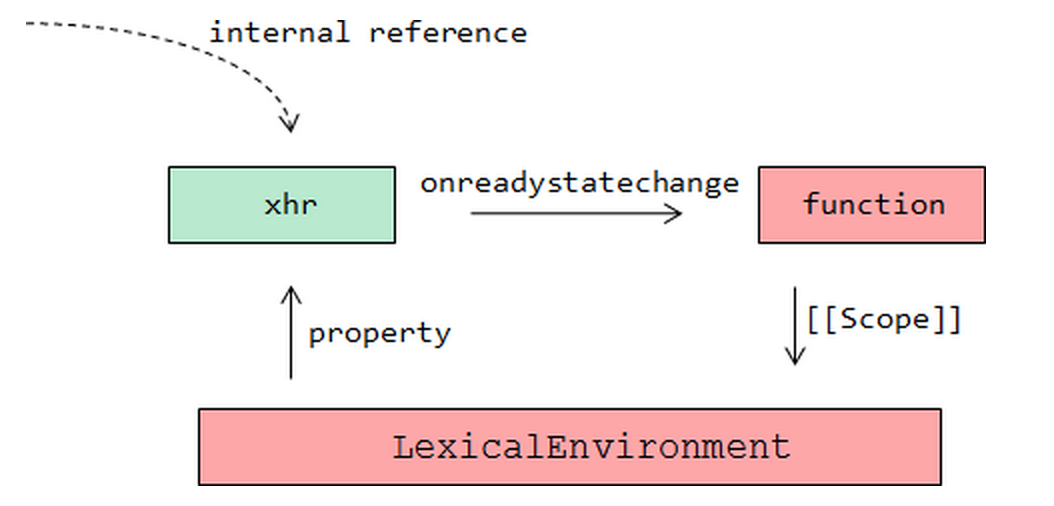 internal reference
xhr
onreadystatechange
function
property
[[Scope]]
LexicalEnvironment